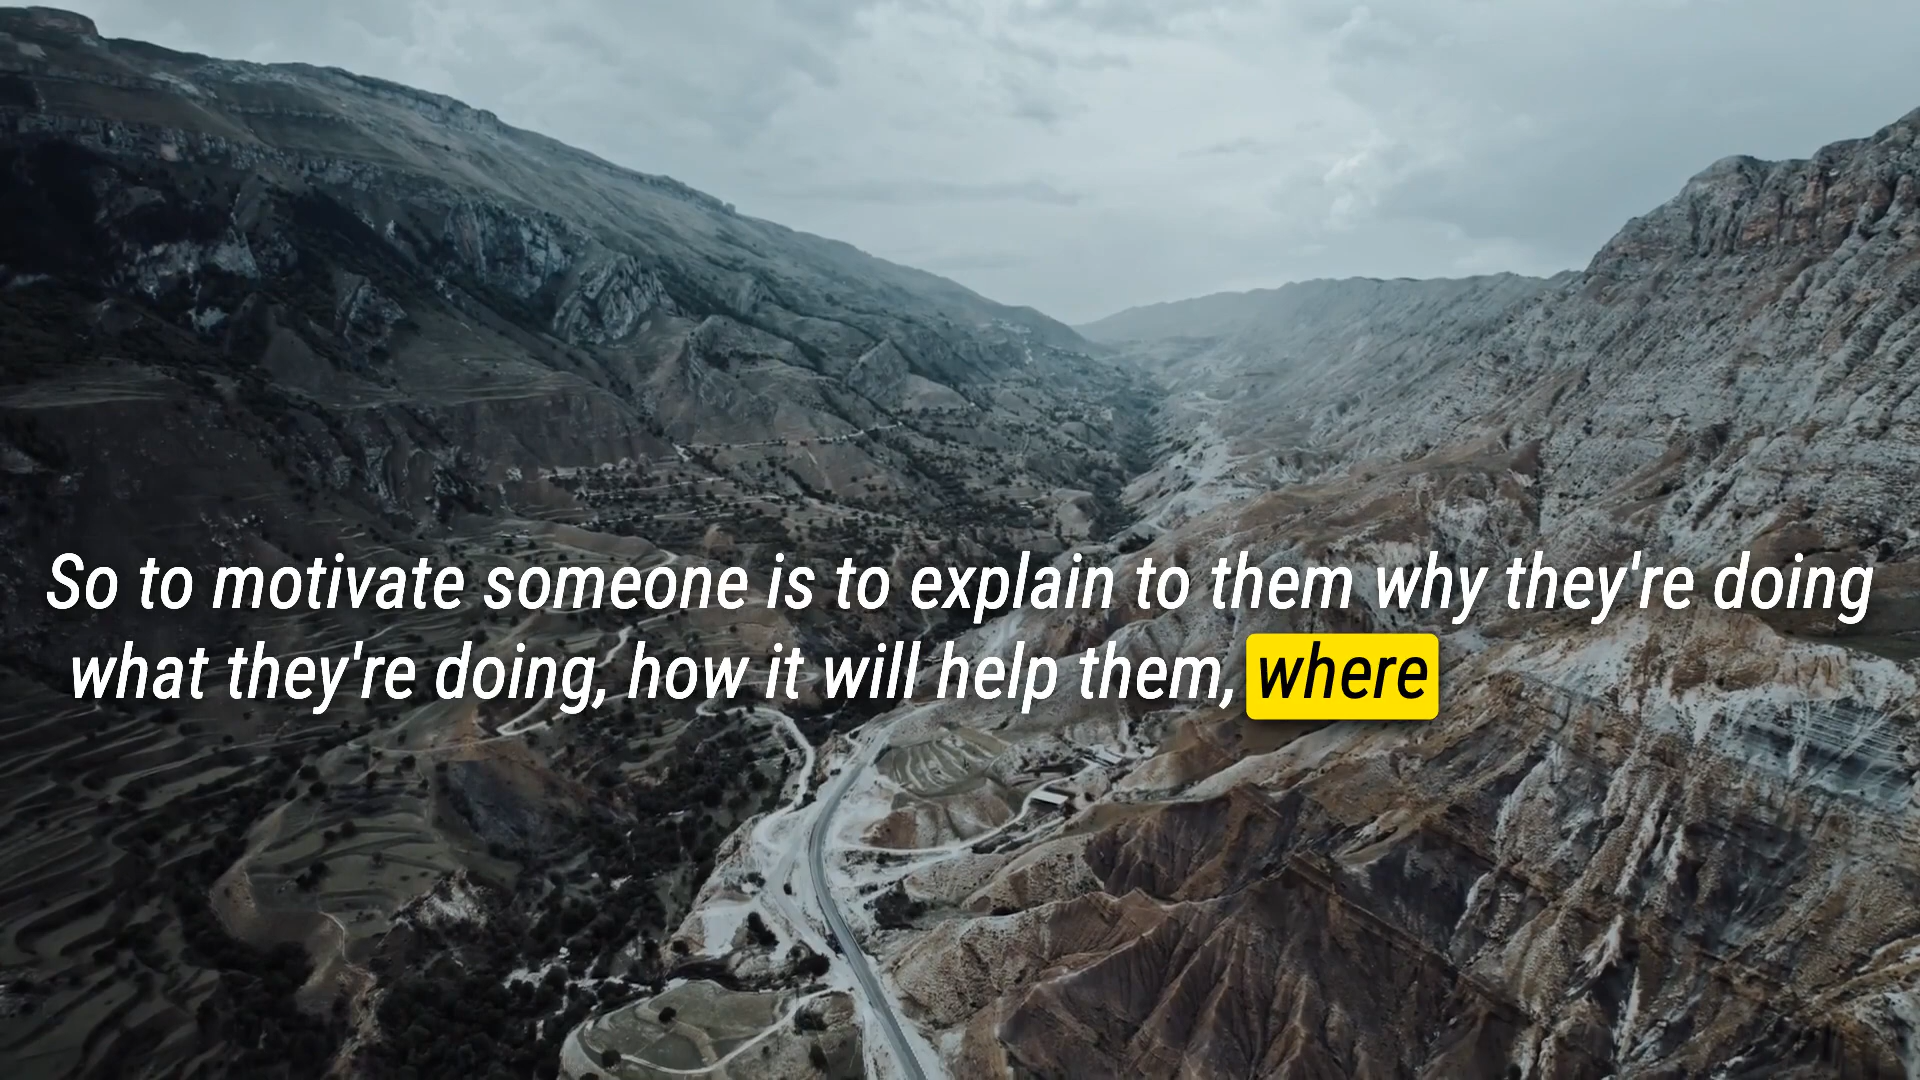 So to motivate someone is to explain to them why they're doing
what they're doing, how it will help them, where